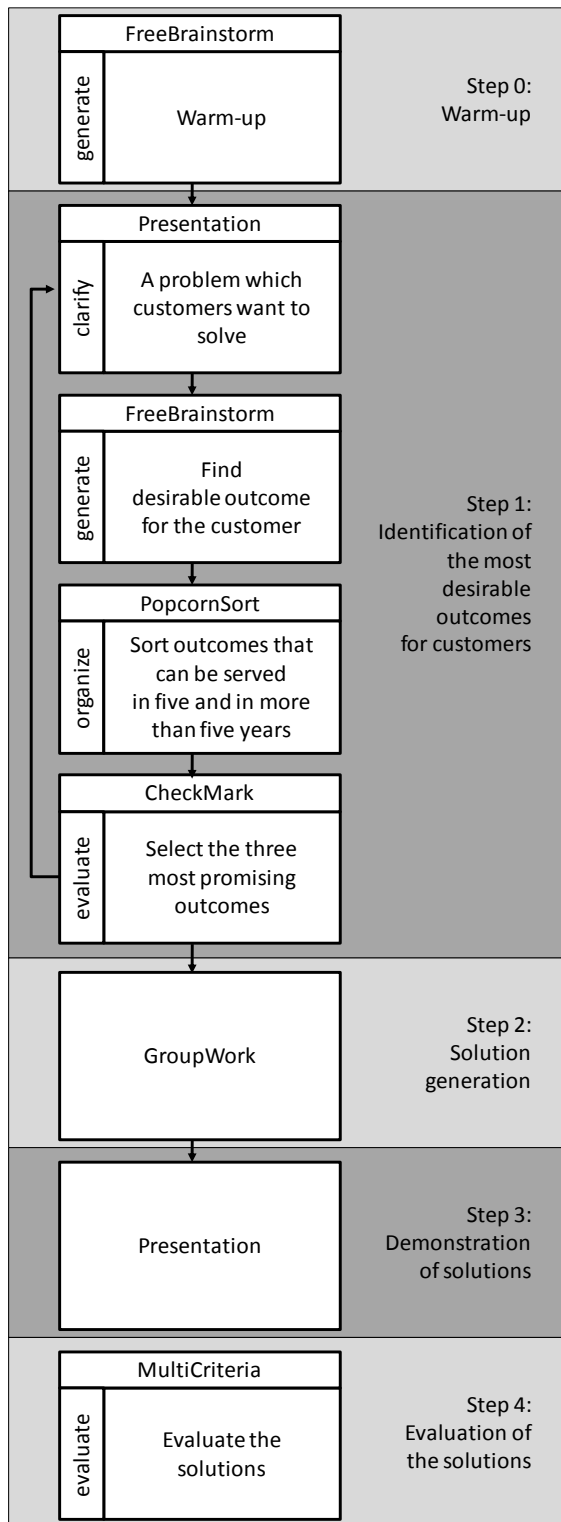 FreeBrainstorm
generate
Warm-up
Step 0:
Warm-up
Presentation
clarify
A problem which
customers want to
solve
FreeBrainstorm
generate
Find
desirable outcome
for the customer
PopcornSort
organize
Sort outcomes that
can be served
in five and in more
than five years
CheckMark
evaluate
Select the three
most promising
outcomes
Step 1:
Identification of
the most
desirable
outcomes
for customers
GroupWork
Step 2:
Solution
generation
Presentation
Step 3:
Demonstration
of solutions
MultiCriteria
evaluate
Evaluate the
solutions
Step 4:
Evaluation of
the solutions